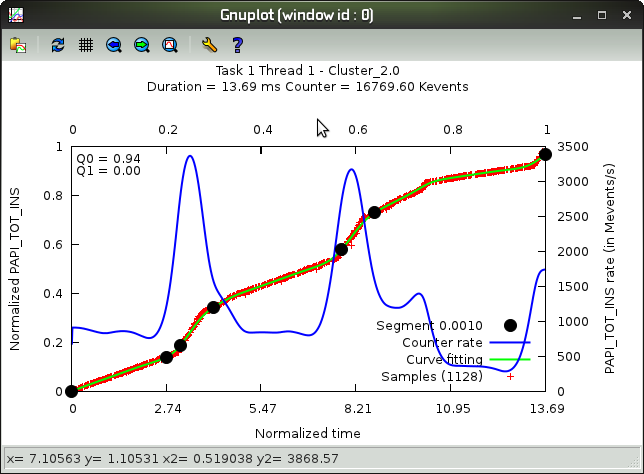 Gnuplot (window id : 0)
Task 1 Thread 1 - Cluster_2.0
Duration = 13.69 ms Counter = 16769.60 Kevents
0 0.2 0.4 0.6 0.8 1
Q0 = 0.94
Q1 = 0.00
Normalized PAPI_TOT_INS
1
0.8
0.6
0.4
0.2
0
3500
3000
2500
2000
1500
1000
500
0
PAPI_TOT_INS rate (in Mevents/s)
Segment 0.0010
Counter rate
Curve fitting
Samples (1128)
0 2.74 5.47 8.21 10.95 13.69
Normalized time
x= 7.10563 y= 1.10531 x2= 0.519038 y2= 3868.57